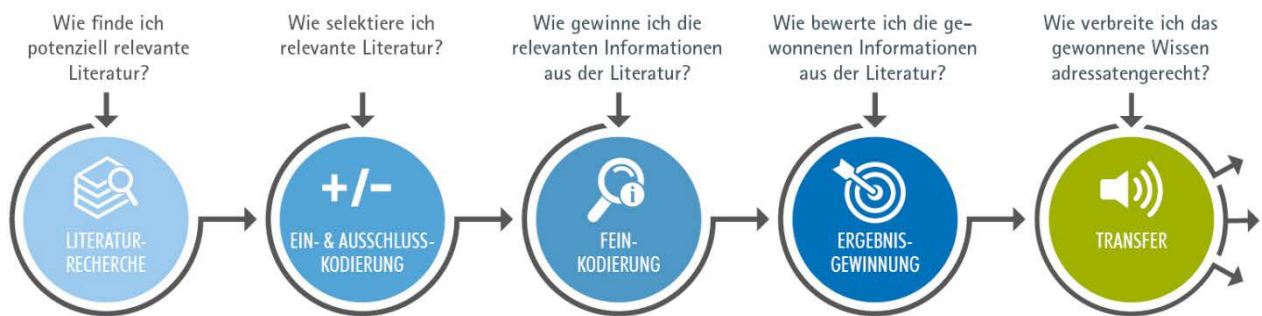 Wie finde ich
potenziell relevante
Literatur?
Wie selektiere ich
relevante Literatur?
Wie gewinne ich die
relevanten Informationen
aus der Literatur?
Wie bewerte ich die ge-
wonnenen Informationen
aus der Literatur?
Wie verbreite ich das
gewonnene Wissen
adressatengerecht?
LITERATUR-
RECHERCHE
+/−
EIN- & AUSSCHLUSS-
KODIERUNG
i
FEIN-
KODIERUNG
ERGEBNIS-
GEWINNUNG
TRANSFER